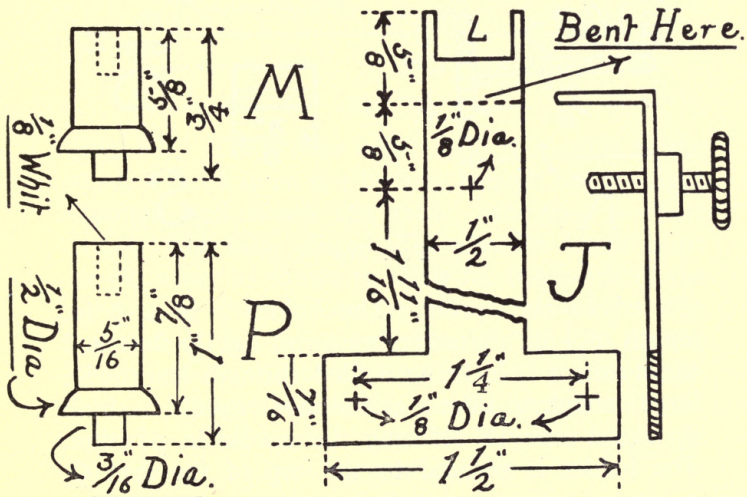 M
5/8"
3/4"
1/8" Whit.
P
5/16"
7/8"
1"
1/2" Dia
3/16 Dia.
L
Bent Here.
5/8"
5/8"
1/8" Dia.
1/2"
1 11/16"
J
7/16"
1 1/4"
1/8" Dia.
1 1/2"